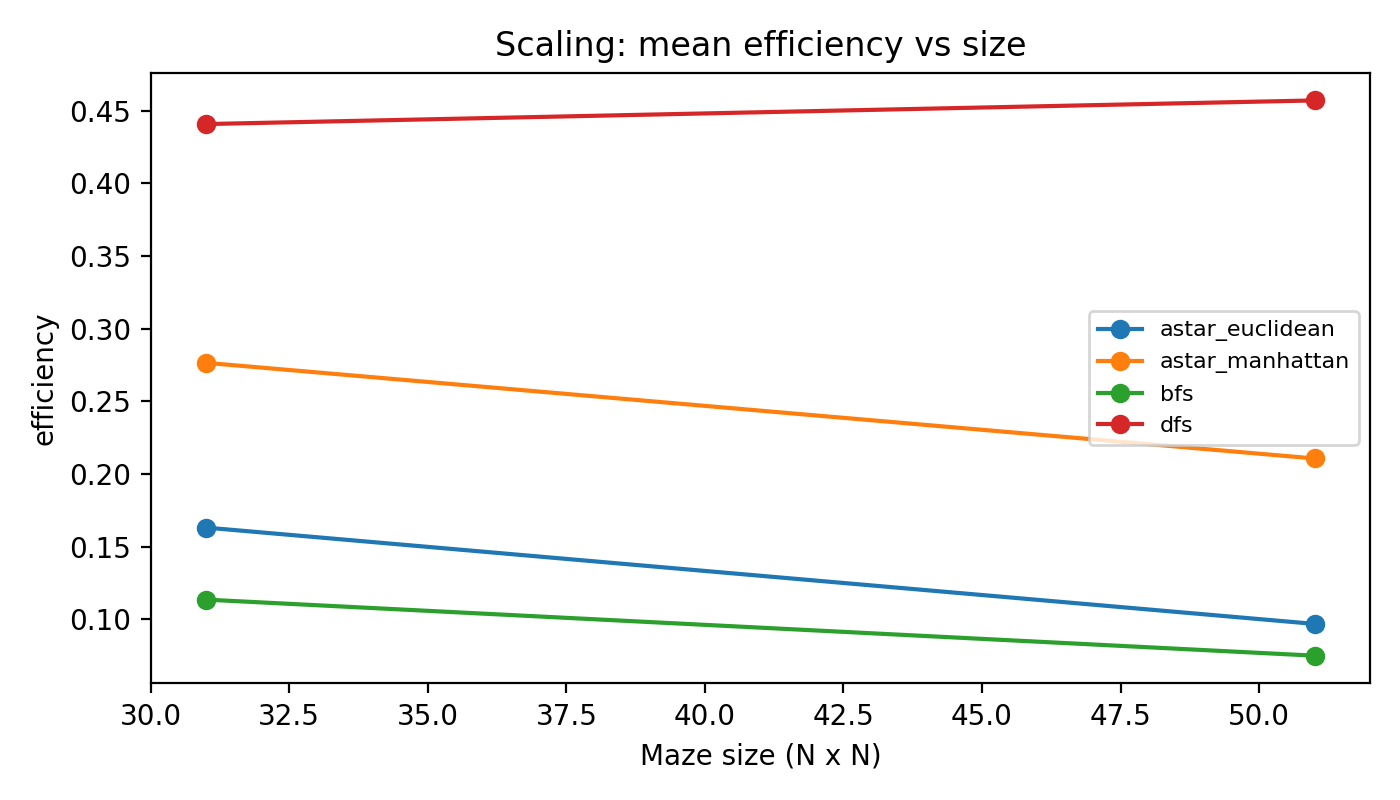 Scaling: mean efficiency vs size
efficiency
0.45
0.40
0.35
0.30
0.25
0.20
0.15
0.10
astar_euclidean
astar_manhattan
bfs
dfs
30.0 32.5 35.0 37.5 40.0 42.5 45.0 47.5 50.0
Maze size (N x N)